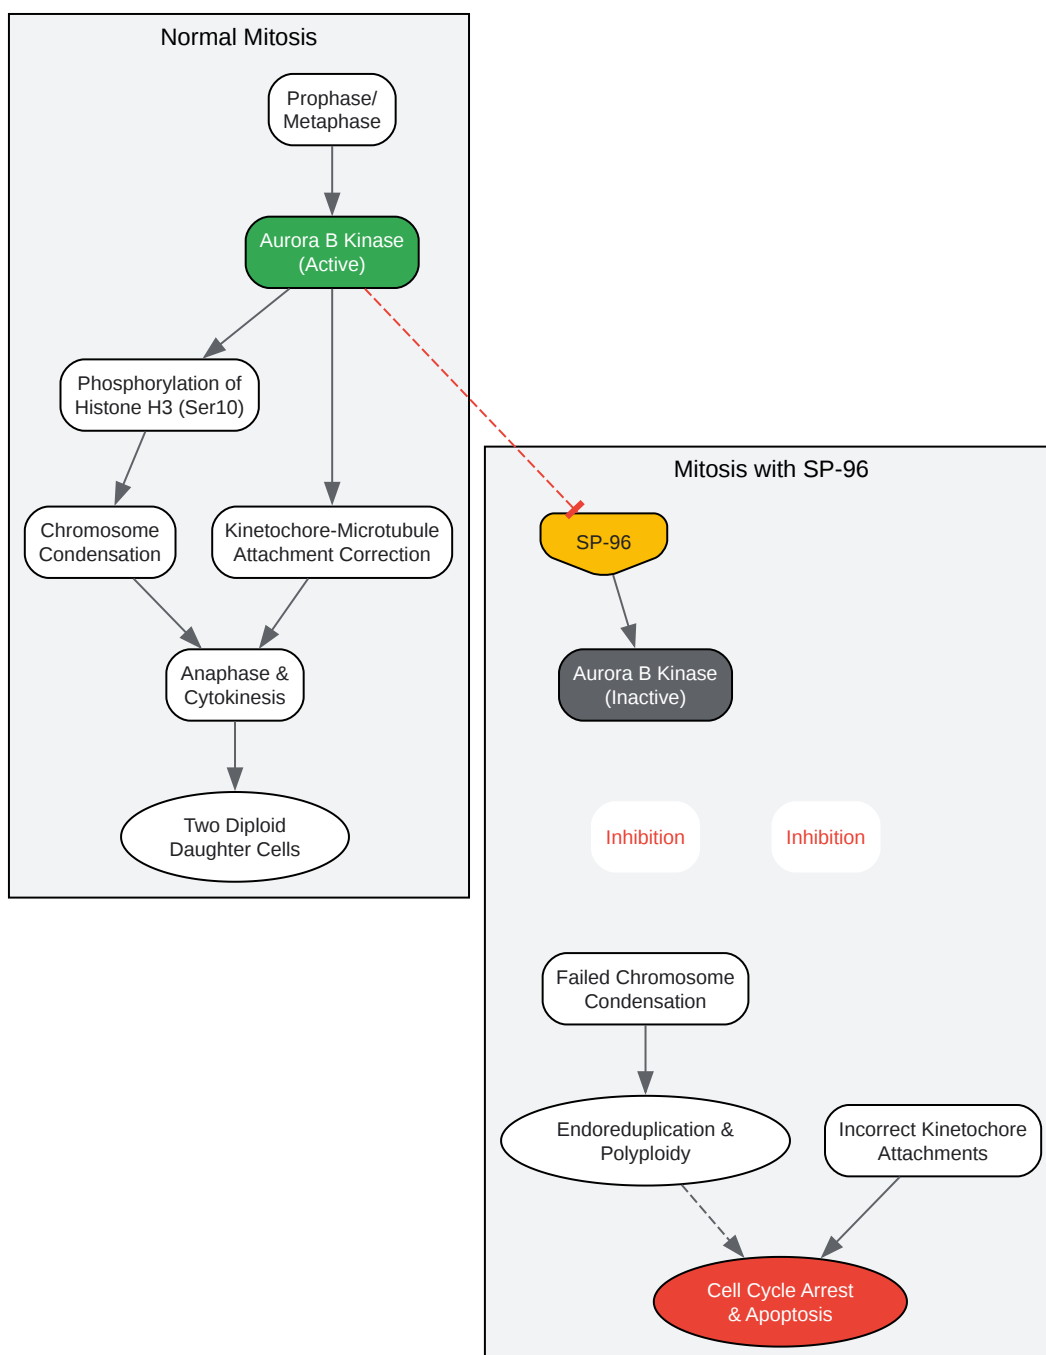 Normal Mitosis
Prophase/
Metaphase
Aurora B Kinase
(Active)
Phosphorylation of
Histone H3 (Ser10)
Chromosome
Condensation
Kinetochore-Microtubule
Attachment Correction
Anaphase &
Cytokinesis
Two Diploid
Daughter Cells
Mitosis with SP-96
SP-96
Aurora B Kinase
(Inactive)
Inhibition
Inhibition
Failed Chromosome
Condensation
Endoreduplication &
Polyploidy
Incorrect Kinetochore
Attachments
Cell Cycle Arrest
& Apoptosis